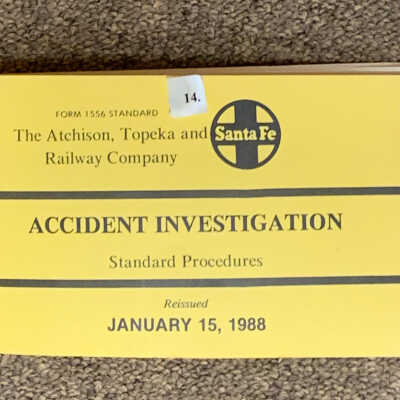 14.
FORM 1556 STANDARD
The Atchison, Topeka and
Santa Fe
Railway Company
ACCIDENT INVESTIGATION
Standard Procedures
Reissued
JANUARY 15, 1988